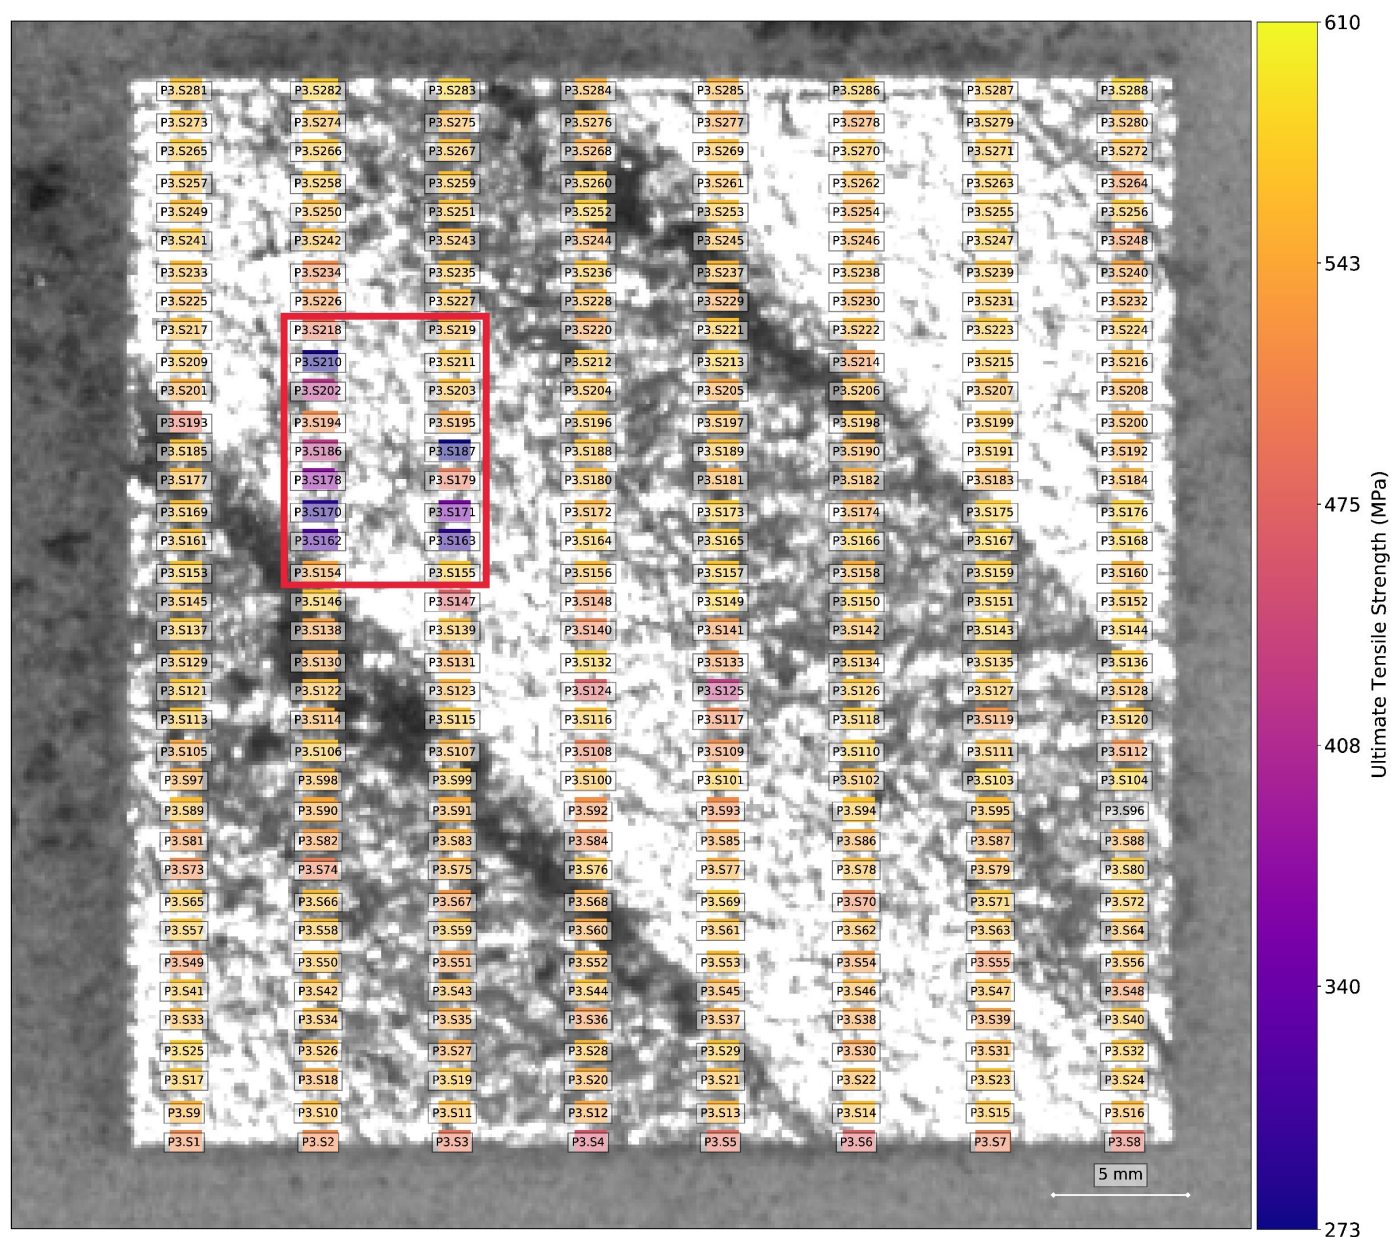 P3.S281 P3.S282 P3.S283 P3.S284 P3.S285 P3.S286 P3.S287 P3.S288
P3.S273 P3.S274 P3.S275 P3.S276 P3.S277 P3.S278 P3.S279 P3.S280
P3.S265 P3.S266 P3.S267 P3.S268 P3.S269 P3.S270 P3.S271 P3.S272
P3.S257 P3.S258 P3.S259 P3.S260 P3.S261 P3.S262 P3.S263 P3.S264
P3.S249 P3.S250 P3.S251 P3.S252 P3.S253 P3.S254 P3.S255 P3.S256
P3.S241 P3.S242 P3.S243 P3.S244 P3.S245 P3.S246 P3.S247 P3.S248
P3.S233 P3.S234 P3.S235 P3.S236 P3.S237 P3.S238 P3.S239 P3.S240
P3.S225 P3.S226 P3.S227 P3.S228 P3.S229 P3.S230 P3.S231 P3.S232
P3.S217 P3.S218 P3.S219 P3.S220 P3.S221 P3.S222 P3.S223 P3.S224
P3.S209 P3.S210 P3.S211 P3.S212 P3.S213 P3.S214 P3.S215 P3.S216
P3.S201 P3.S202 P3.S203 P3.S204 P3.S205 P3.S206 P3.S207 P3.S208
P3.S193 P3.S194 P3.S195 P3.S196 P3.S197 P3.S198 P3.S199 P3.S200
P3.S185 P3.S186 P3.S187 P3.S188 P3.S189 P3.S190 P3.S191 P3.S192
P3.S177 P3.S178 P3.S179 P3.S180 P3.S181 P3.S182 P3.S183 P3.S184
P3.S169 P3.S170 P3.S171 P3.S172 P3.S173 P3.S174 P3.S175 P3.S176
P3.S161 P3.S162 P3.S163 P3.S164 P3.S165 P3.S166 P3.S167 P3.S168
P3.S153 P3.S154 P3.S155 P3.S156 P3.S157 P3.S158 P3.S159 P3.S160
P3.S145 P3.S146 P3.S147 P3.S148 P3.S149 P3.S150 P3.S151 P3.S152
P3.S137 P3.S138 P3.S139 P3.S140 P3.S141 P3.S142 P3.S143 P3.S144
P3.S129 P3.S130 P3.S131 P3.S132 P3.S133 P3.S134 P3.S135 P3.S136
P3.S121 P3.S122 P3.S123 P3.S124 P3.S125 P3.S126 P3.S127 P3.S128
P3.S113 P3.S114 P3.S115 P3.S116 P3.S117 P3.S118 P3.S119 P3.S120
P3.S105 P3.S106 P3.S107 P3.S108 P3.S109 P3.S110 P3.S111 P3.S112
P3.S97 P3.S98 P3.S99 P3.S100 P3.S101 P3.S102 P3.S103 P3.S104
P3.S89 P3.S90 P3.S91 P3.S92 P3.S93 P3.S94 P3.S95 P3.S96
P3.S81 P3.S82 P3.S83 P3.S84 P3.S85 P3.S86 P3.S87 P3.S88
P3.S73 P3.S74 P3.S75 P3.S76 P3.S77 P3.S78 P3.S79 P3.S80
P3.S65 P3.S66 P3.S67 P3.S68 P3.S69 P3.S70 P3.S71 P3.S72
P3.S57 P3.S58 P3.S59 P3.S60 P3.S61 P3.S62 P3.S63 P3.S64
P3.S49 P3.S50 P3.S51 P3.S52 P3.S53 P3.S54 P3.S55 P3.S56
P3.S41 P3.S42 P3.S43 P3.S44 P3.S45 P3.S46 P3.S47 P3.S48
P3.S33 P3.S34 P3.S35 P3.S36 P3.S37 P3.S38 P3.S39 P3.S40
P3.S25 P3.S26 P3.S27 P3.S28 P3.S29 P3.S30 P3.S31 P3.S32
P3.S17 P3.S18 P3.S19 P3.S20 P3.S21 P3.S22 P3.S23 P3.S24
P3.S9 P3.S10 P3.S11 P3.S12 P3.S13 P3.S14 P3.S15 P3.S16
P3.S1 P3.S2 P3.S3 P3.S4 P3.S5 P3.S6 P3.S7 P3.S8
5 mm
610
543
475
408
340
273
Ultimate Tensile Strength (MPa)